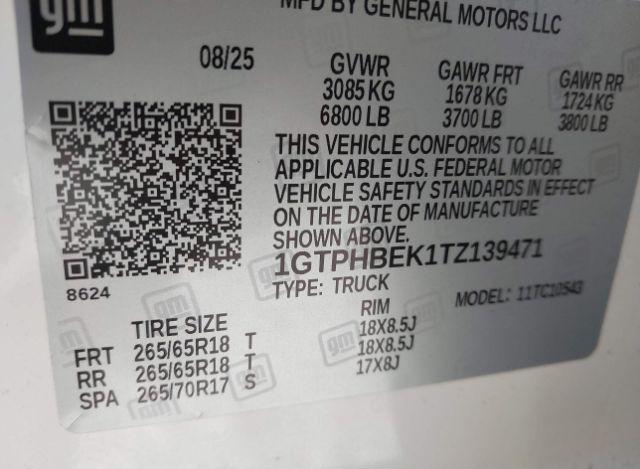 gm
MFD BY GENERAL MOTORS LLC
08/25 GVWR GAWR FRT GAWR RR
3085 KG 1678 KG 1724 KG
6800 LB 3700 LB 3800 LB
THIS VEHICLE CONFORMS TO ALL
APPLICABLE U.S. FEDERAL MOTOR
VEHICLE SAFETY STANDARDS IN EFFECT
ON THE DATE OF MANUFACTURE
SHOWN ABOVE.
1GTPHBEK1TZ139471
8624
TYPE: TRUCK MODEL: 11TC10543
TIRE SIZE RIM
FRT 265/65R18 T 18X8.5J
RR 265/65R18 T 18X8.5J
SPA 265/70R17 S 17X8J